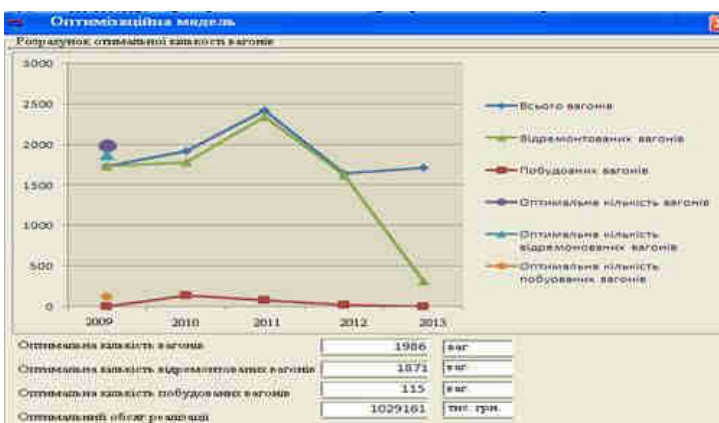 Оптимізаційна модель
Розрахунок оптимальної кількості вагонів
3000
2500
2000
1500
1000
500
0
2009
2010
2011
2012
2013
Всього вагонів
Відремонтованих вагонів
Побудованих вагонів
Оптимальна кількість вагонів
Оптимальна кількість
відремонованих вагонів
Оптимальна кількість
побуованих вагонів
Оптимальна кількість вагонів 1986 ваг
Оптимальна кількість відремонтованих вагонів 1871 ваг
Оптимальна кількість побудованих вагонів 115 ваг
Оптимальний обсяг реалізації 1029161 тис. грн.